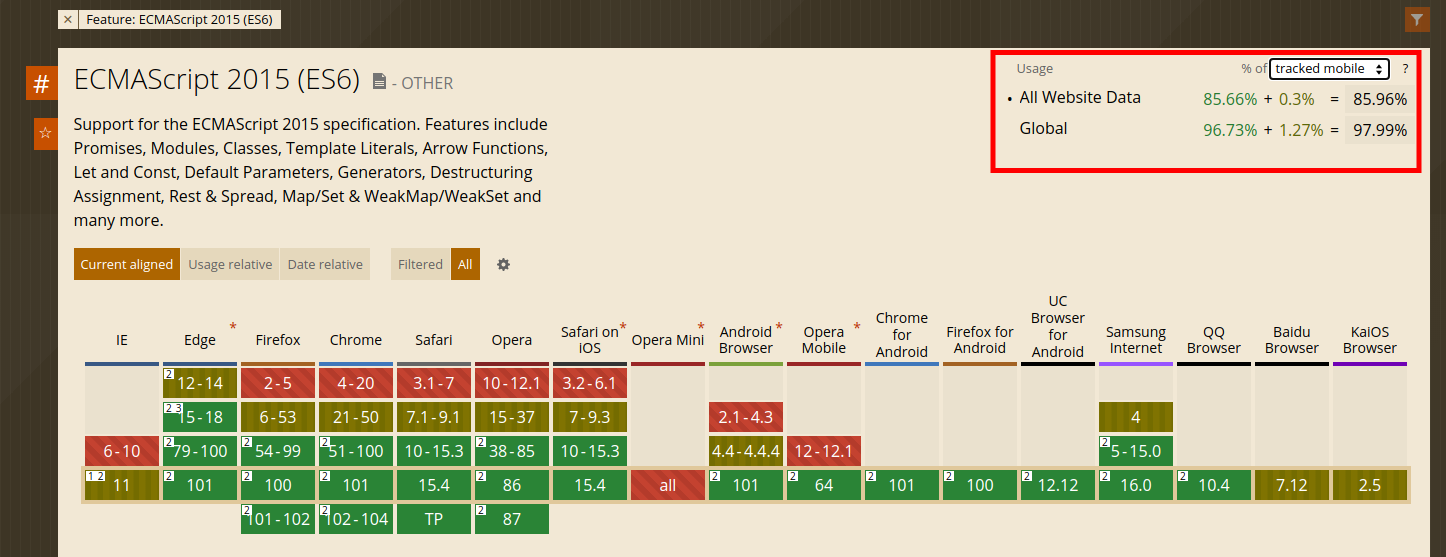 × Feature: ECMAScript 2015 (ES6)
# ECMAScript 2015 (ES6) - OTHER
Usage % of tracked mobile ?
• All Website Data 85.66% + 0.3% = 85.96%
Global 96.73% + 1.27% = 97.99%
Support for the ECMAScript 2015 specification. Features include
Promises, Modules, Classes, Template Literals, Arrow Functions,
Let and Const, Default Parameters, Generators, Destructuring
Assignment, Rest & Spread, Map/Set & WeakMap/WeakSet and
many more.
Current aligned Usage relative Date relative Filtered All
IE
Edge *
Firefox
Chrome
Safari
Opera
Safari on *
iOS
Opera Mini *
Android *
Browser
Opera *
Mobile
Chrome
for
Android
Firefox for
Android
UC
Browser
for
Android
Samsung
Internet
QQ
Browser
Baidu
Browser
KaiOS
Browser
2 12-14 2-5 4-20 3.1-7 10-12.1 3.2-6.1
2 3 15-18 6-53 21-50 7.1-9.1 15-37 7-9.3 2.1-4.3 4
6-10 2 79-100 2 54-99 2 51-100 10-15.3 2 38-85 10-15.3 4.4-4.4.4 12-12.1 2 5-15.0
1 2 11 2 101 2 100 2 101 15.4 2 86 15.4 all 2 101 2 64 2 101 2 100 2 12.12 2 16.0 2 10.4 7.12 2.5
2 101-102 2 102-104 TP 2 87